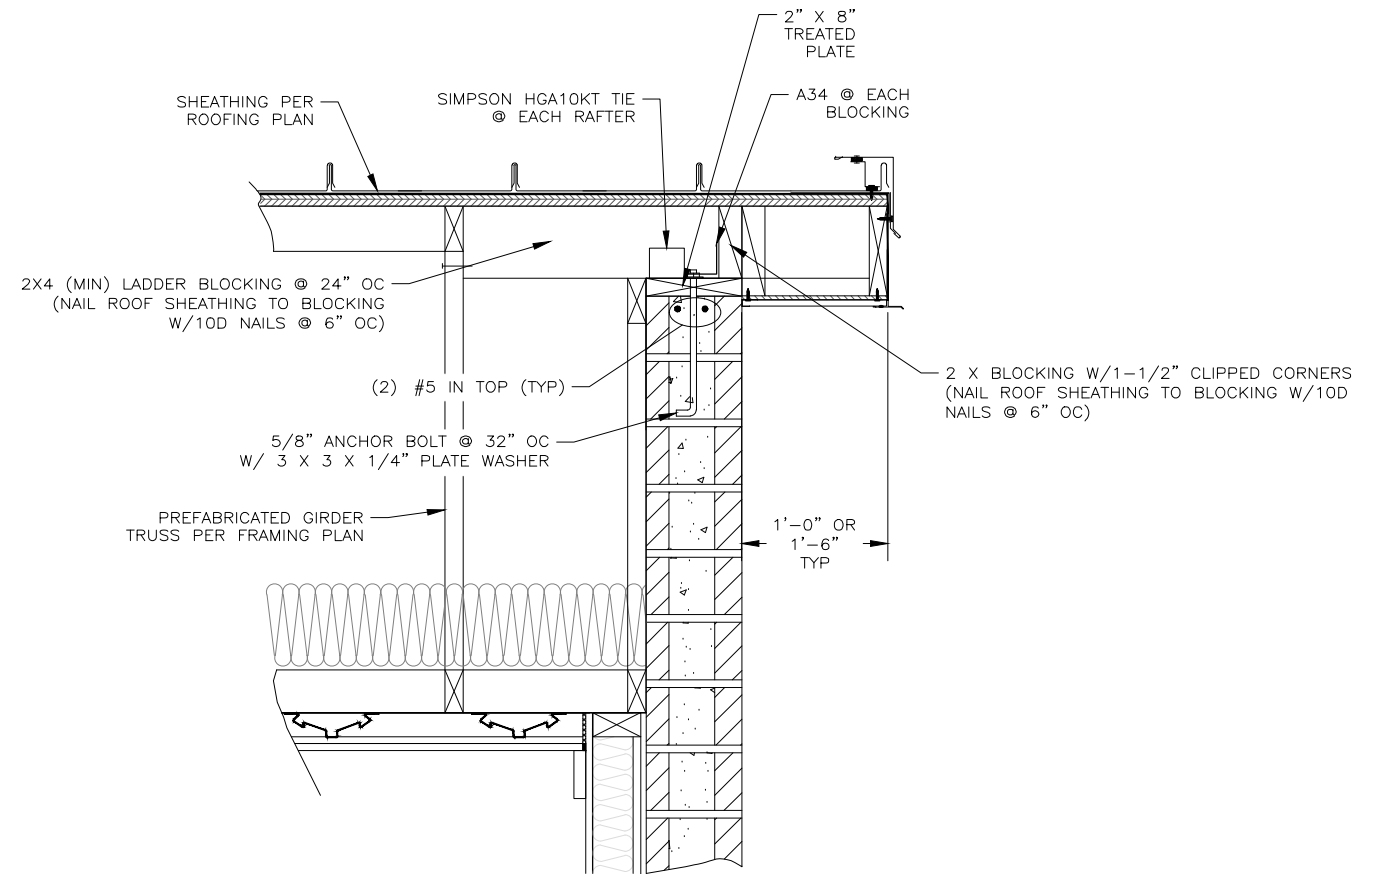 2” X 8”
TREATED
PLATE
SHEATHING PER
ROOFING PLAN
SIMPSON HGA10KT TIE
@ EACH RAFTER
A34 @ EACH
BLOCKING
2X4 (MIN) LADDER BLOCKING @ 24” OC
(NAIL ROOF SHEATHING TO BLOCKING
W/10D NAILS @ 6” OC)
(2) #5 IN TOP (TYP)
2 X BLOCKING W/1-1/2” CLIPPED CORNERS
(NAIL ROOF SHEATHING TO BLOCKING W/10D
NAILS @ 6” OC)
5/8” ANCHOR BOLT @ 32” OC
W/ 3 X 3 X 1/4” PLATE WASHER
PREFABRICATED GIRDER
TRUSS PER FRAMING PLAN
1’-0” OR
1’-6”
TYP